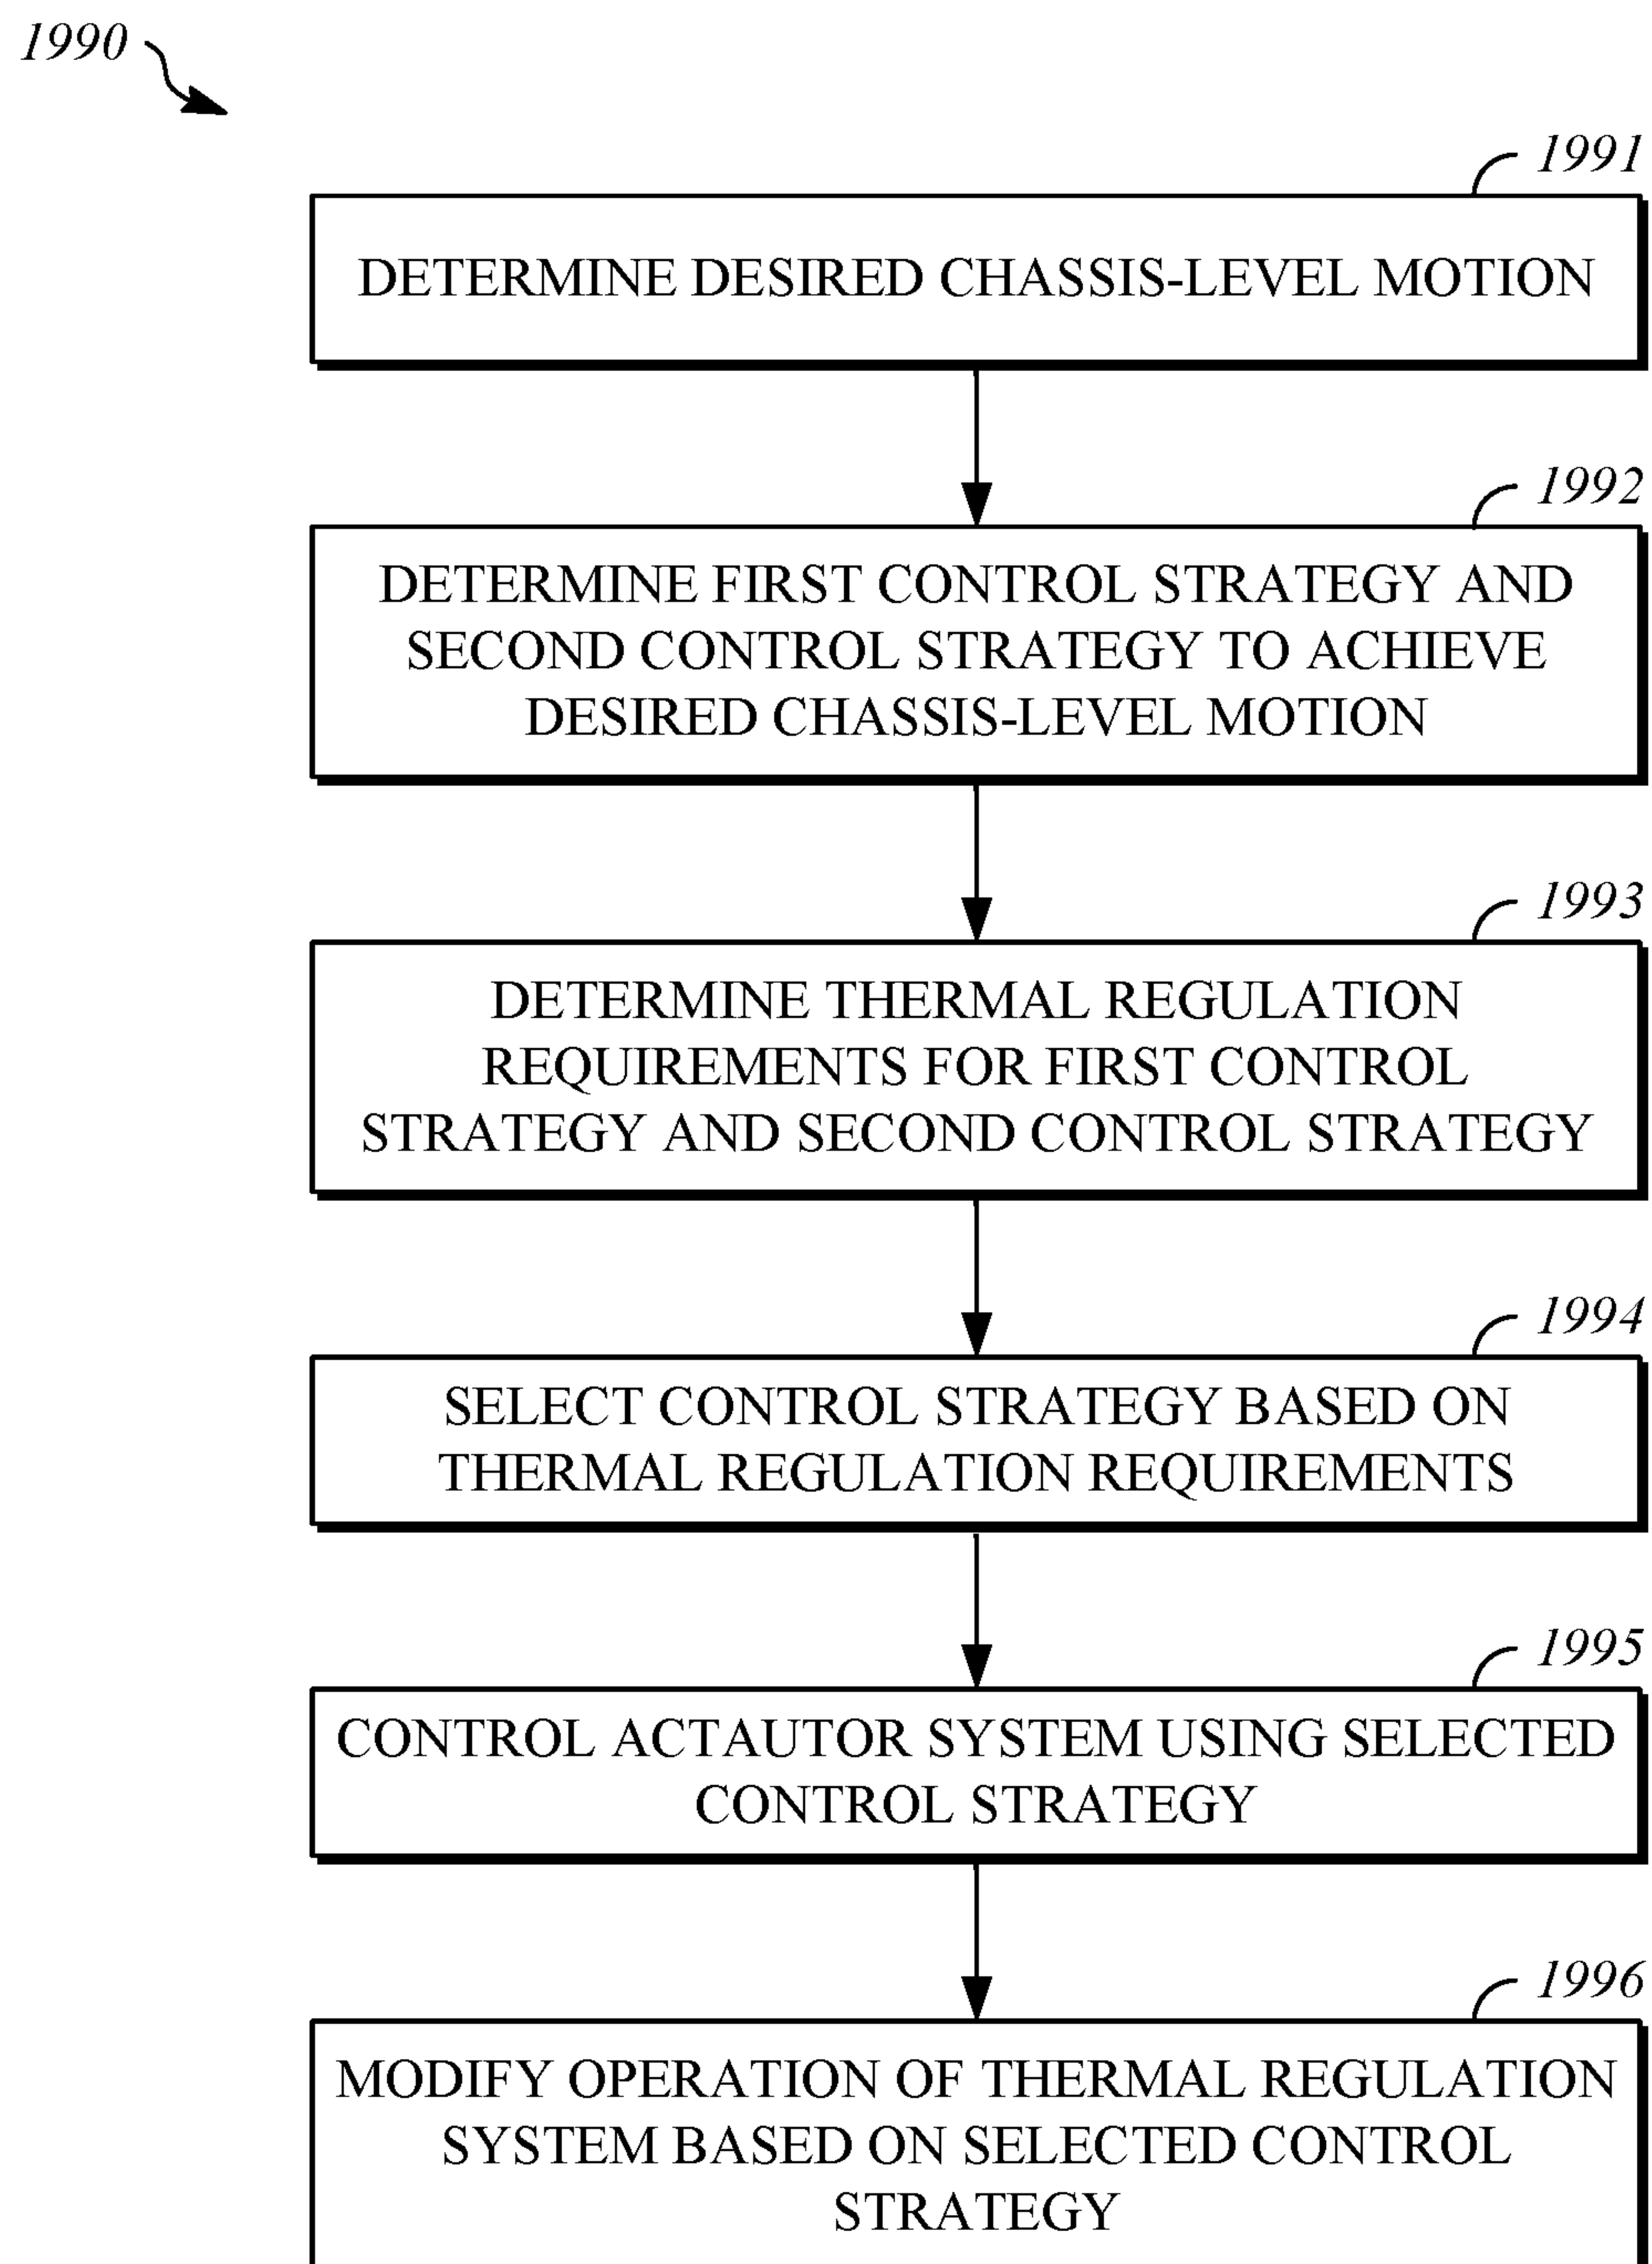 1990
1991
DETERMINE DESIRED CHASSIS-LEVEL MOTION
1992
DETERMINE FIRST CONTROL STRATEGY AND
SECOND CONTROL STRATEGY TO ACHIEVE
DESIRED CHASSIS-LEVEL MOTION
1993
DETERMINE THERMAL REGULATION
REQUIREMENTS FOR FIRST CONTROL
STRATEGY AND SECOND CONTROL STRATEGY
1994
SELECT CONTROL STRATEGY BASED ON
THERMAL REGULATION REQUIREMENTS
1995
CONTROL ACTAUTOR SYSTEM USING SELECTED
CONTROL STRATEGY
1996
MODIFY OPERATION OF THERMAL REGULATION
SYSTEM BASED ON SELECTED CONTROL
STRATEGY